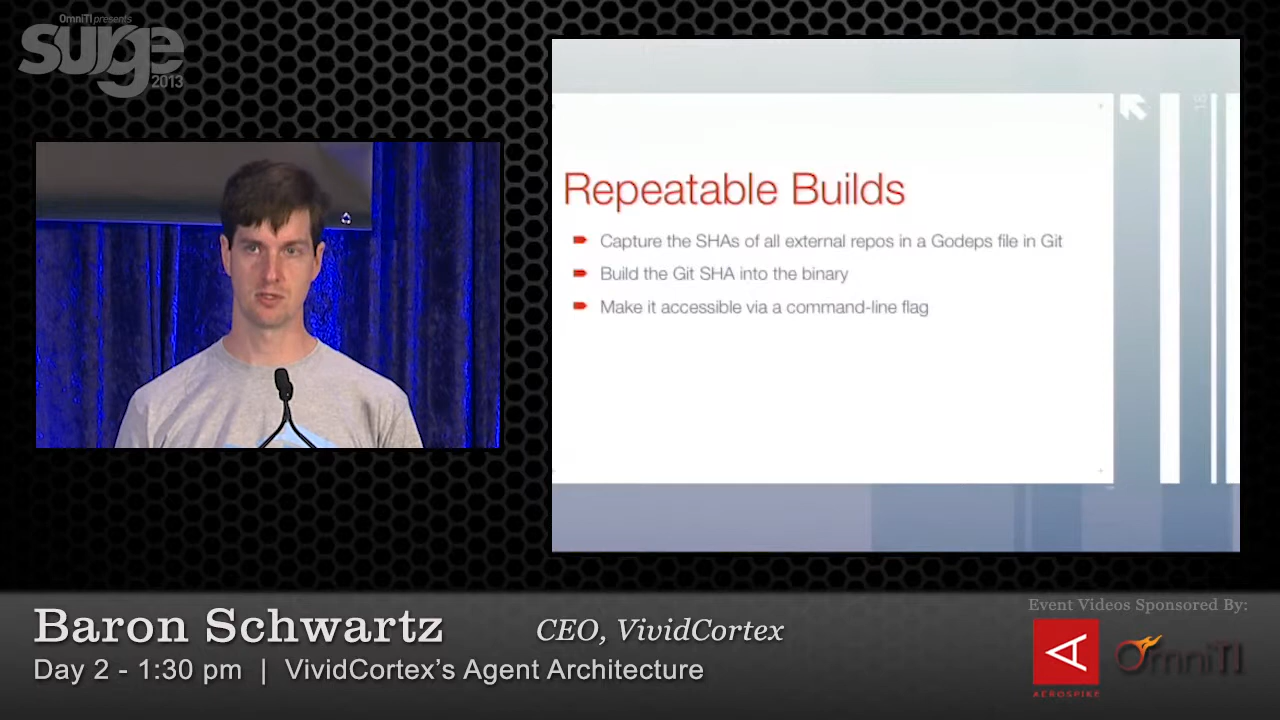 OmniTI presents
surge
2013
18
Repeatable Builds
Capture the SHAs of all external repos in a Godeps file in Git
Build the Git SHA into the binary
Make it accessible via a command-line flag
Baron Schwartz
CEO, VividCortex
Day 2 - 1:30 pm | VividCortex's Agent Architecture
Event Videos Sponsored By:
AEROSPIKE
OmniTI